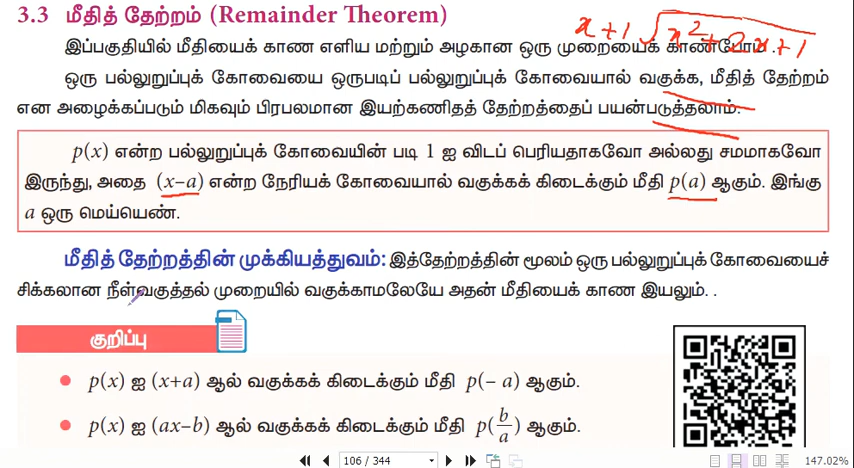 3.3 மீதித் தேற்றம் (Remainder Theorem)
x+1 √x²+2x+1
இப்பகுதியில் மீதியைக் காண எளிய மற்றும் அழகான ஒரு முறையைக் காண்போம்.
ஒரு பல்லுறுப்புக் கோவையை ஒருபடிப் பல்லுறுப்புக் கோவையால் வகுக்க, மீதித் தேற்றம்
என அழைக்கப்படும் மிகவும் பிரபலமான இயற்கணிதத் தேற்றத்தைப் பயன்படுத்தலாம்.
p(x) என்ற பல்லுறுப்புக் கோவையின் படி 1 ஐ விடப் பெரியதாகவோ அல்லது சமமாகவோ
இருந்து, அதை (x–a) என்ற நேரியக் கோவையால் வகுக்கக் கிடைக்கும் மீதி p(a) ஆகும். இங்கு
a ஒரு மெய்யெண்.
மீதித் தேற்றத்தின் முக்கியத்துவம்: இத்தேற்றத்தின் மூலம் ஒரு பல்லுறுப்புக் கோவையைச்
சிக்கலான நீள்வகுத்தல் முறையில் வகுக்காமலேயே அதன் மீதியைக் காண இயலும். .
குறிப்பு
● p(x) ஐ (x+a) ஆல் வகுக்கக் கிடைக்கும் மீதி p(– a) ஆகும்.
● p(x) ஐ (ax–b) ஆல் வகுக்கக் கிடைக்கும் மீதி p(b/a) ஆகும்.
106 / 344
147.02%